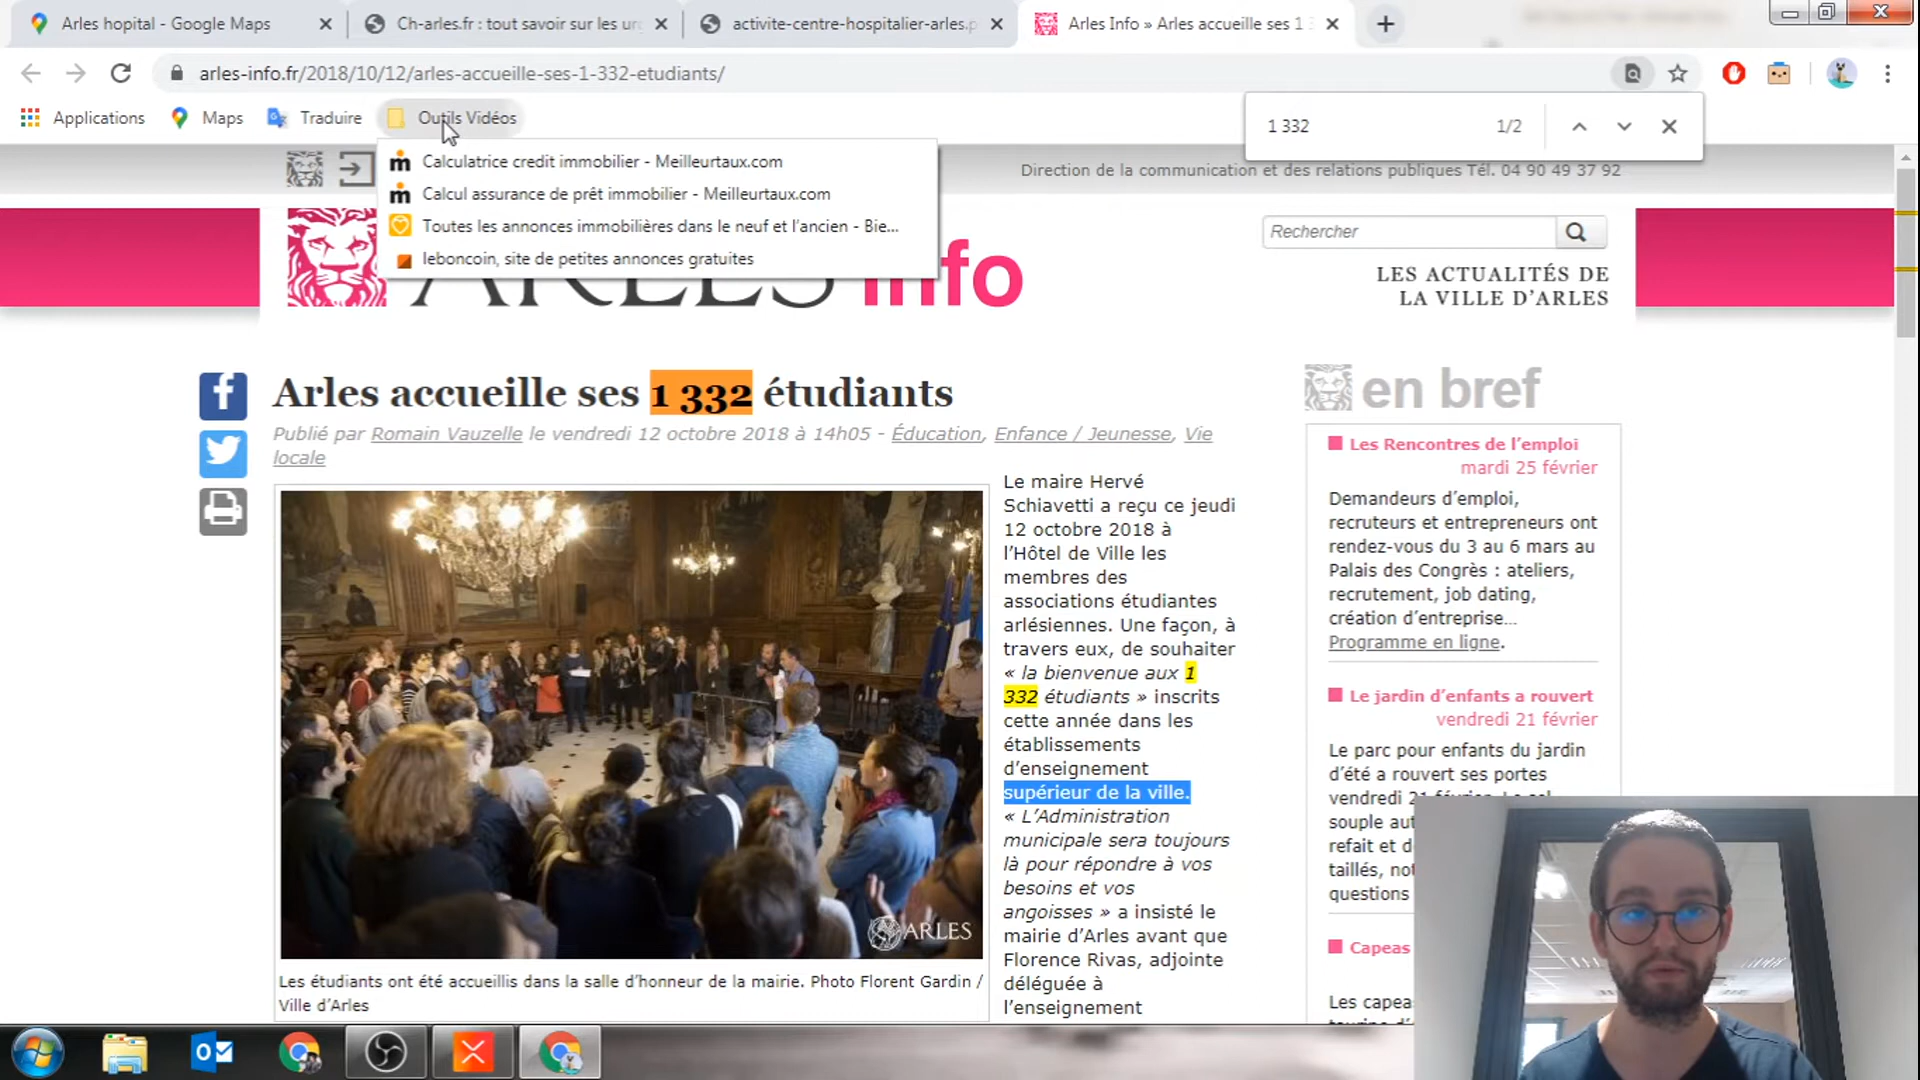 Arles hopital - Google Maps
Ch-arles.fr : tout savoir sur les ur
activite-centre-hospitalier-arles.p
Arles Info » Arles accueille ses 1 3
arles-info.fr/2018/10/12/arles-accueille-ses-1-332-etudiants/
Applications
Maps
Traduire
Outils Vidéos
1 332
1/2
Calculatrice credit immobilier - Meilleurtaux.com
Calcul assurance de prêt immobilier - Meilleurtaux.com
Toutes les annonces immobilières dans le neuf et l'ancien - Bie...
leboncoin, site de petites annonces gratuites
Direction de la communication et des relations publiques Tél. 04 90 49 37 92
ARLES info
Rechercher
LES ACTUALITÉS DE
LA VILLE D'ARLES
Arles accueille ses 1 332 étudiants
Publié par Romain Vauzelle le vendredi 12 octobre 2018 à 14h05 - Éducation, Enfance / Jeunesse, Vie
locale
Le maire Hervé
Schiavetti a reçu ce jeudi
12 octobre 2018 à
l'Hôtel de Ville les
membres des
associations étudiantes
arlésiennes. Une façon, à
travers eux, de souhaiter
« la bienvenue aux 1
332 étudiants » inscrits
cette année dans les
établissements
d'enseignement
supérieur de la ville.
« L'Administration
municipale sera toujours
là pour répondre à vos
besoins et vos
angoisses » a insisté le
mairie d'Arles avant que
Florence Rivas, adjointe
déléguée à
l'enseignement
ARLES
Les étudiants ont été accueillis dans la salle d'honneur de la mairie. Photo Florent Gardin /
Ville d'Arles
en bref
Les Rencontres de l'emploi
mardi 25 février
Demandeurs d'emploi,
recruteurs et entrepreneurs ont
rendez-vous du 3 au 6 mars au
Palais des Congrès : ateliers,
recrutement, job dating,
création d'entreprise...
Programme en ligne.
Le jardin d'enfants a rouvert
vendredi 21 février
Le parc pour enfants du jardin
d'été a rouvert ses portes
vendredi 21 février. Le sol
souple aut
refait et d
taillés, not
questions
Capeas
Les capea